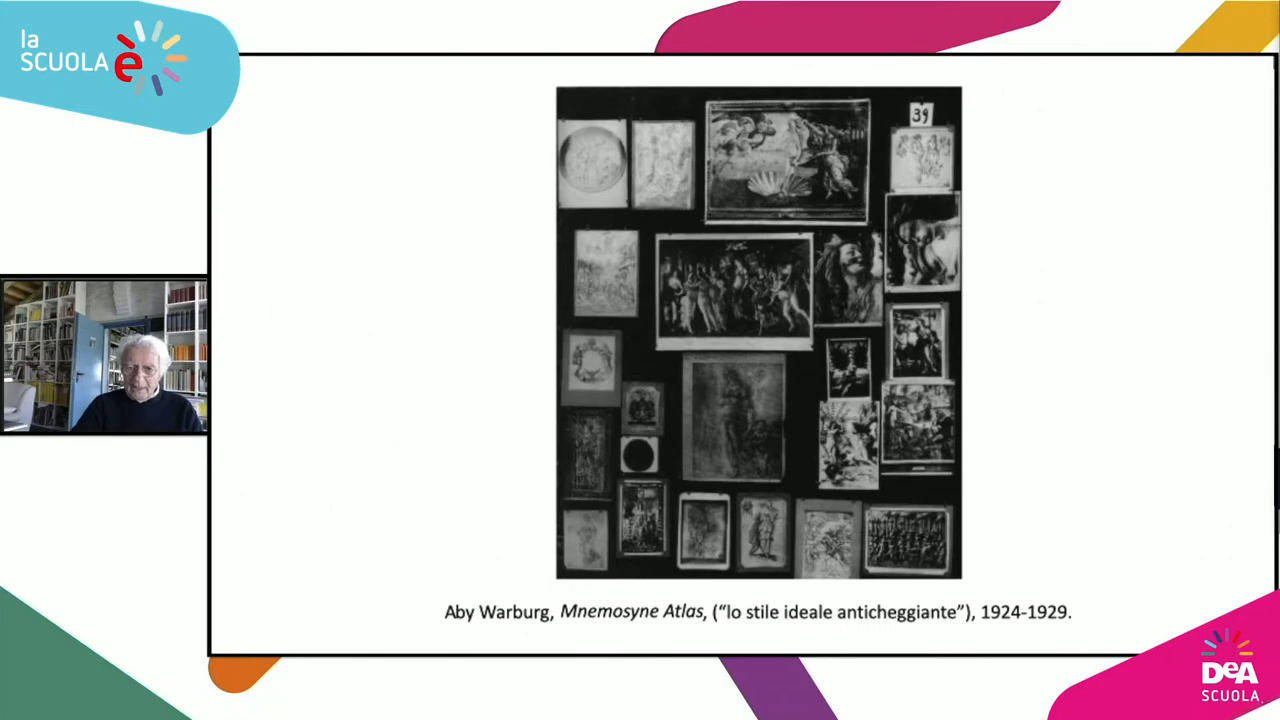 la
SCUOLA è
39
Aby Warburg, Mnemosyne Atlas, (“lo stile ideale anticheggiante”), 1924-1929.
DeA
SCUOLA.